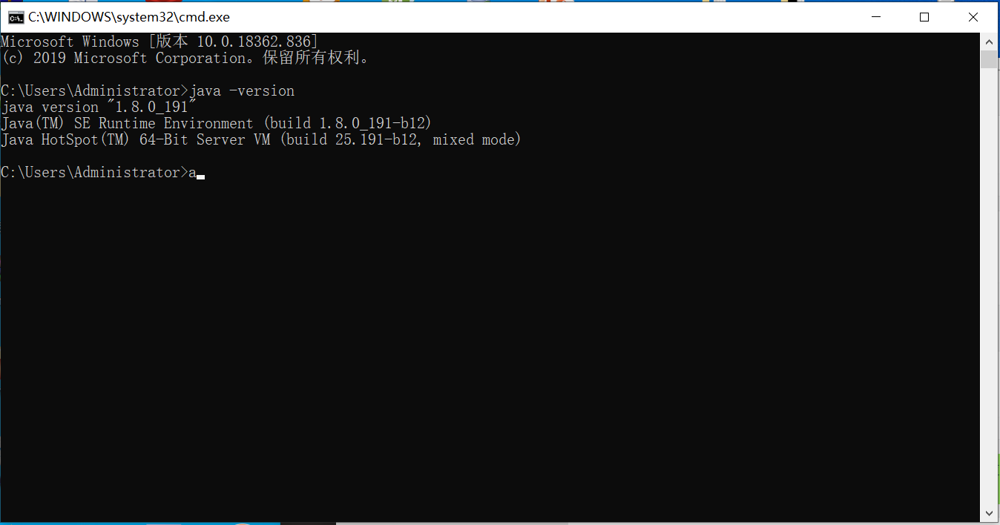 C:\WINDOWS\system32\cmd.exe
Microsoft Windows [版本 10.0.18362.836]
(c) 2019 Microsoft Corporation。保留所有权利。
C:\Users\Administrator>java -version
java version "1.8.0_191"
Java(TM) SE Runtime Environment (build 1.8.0_191-b12)
Java HotSpot(TM) 64-Bit Server VM (build 25.191-b12, mixed mode)
C:\Users\Administrator>a